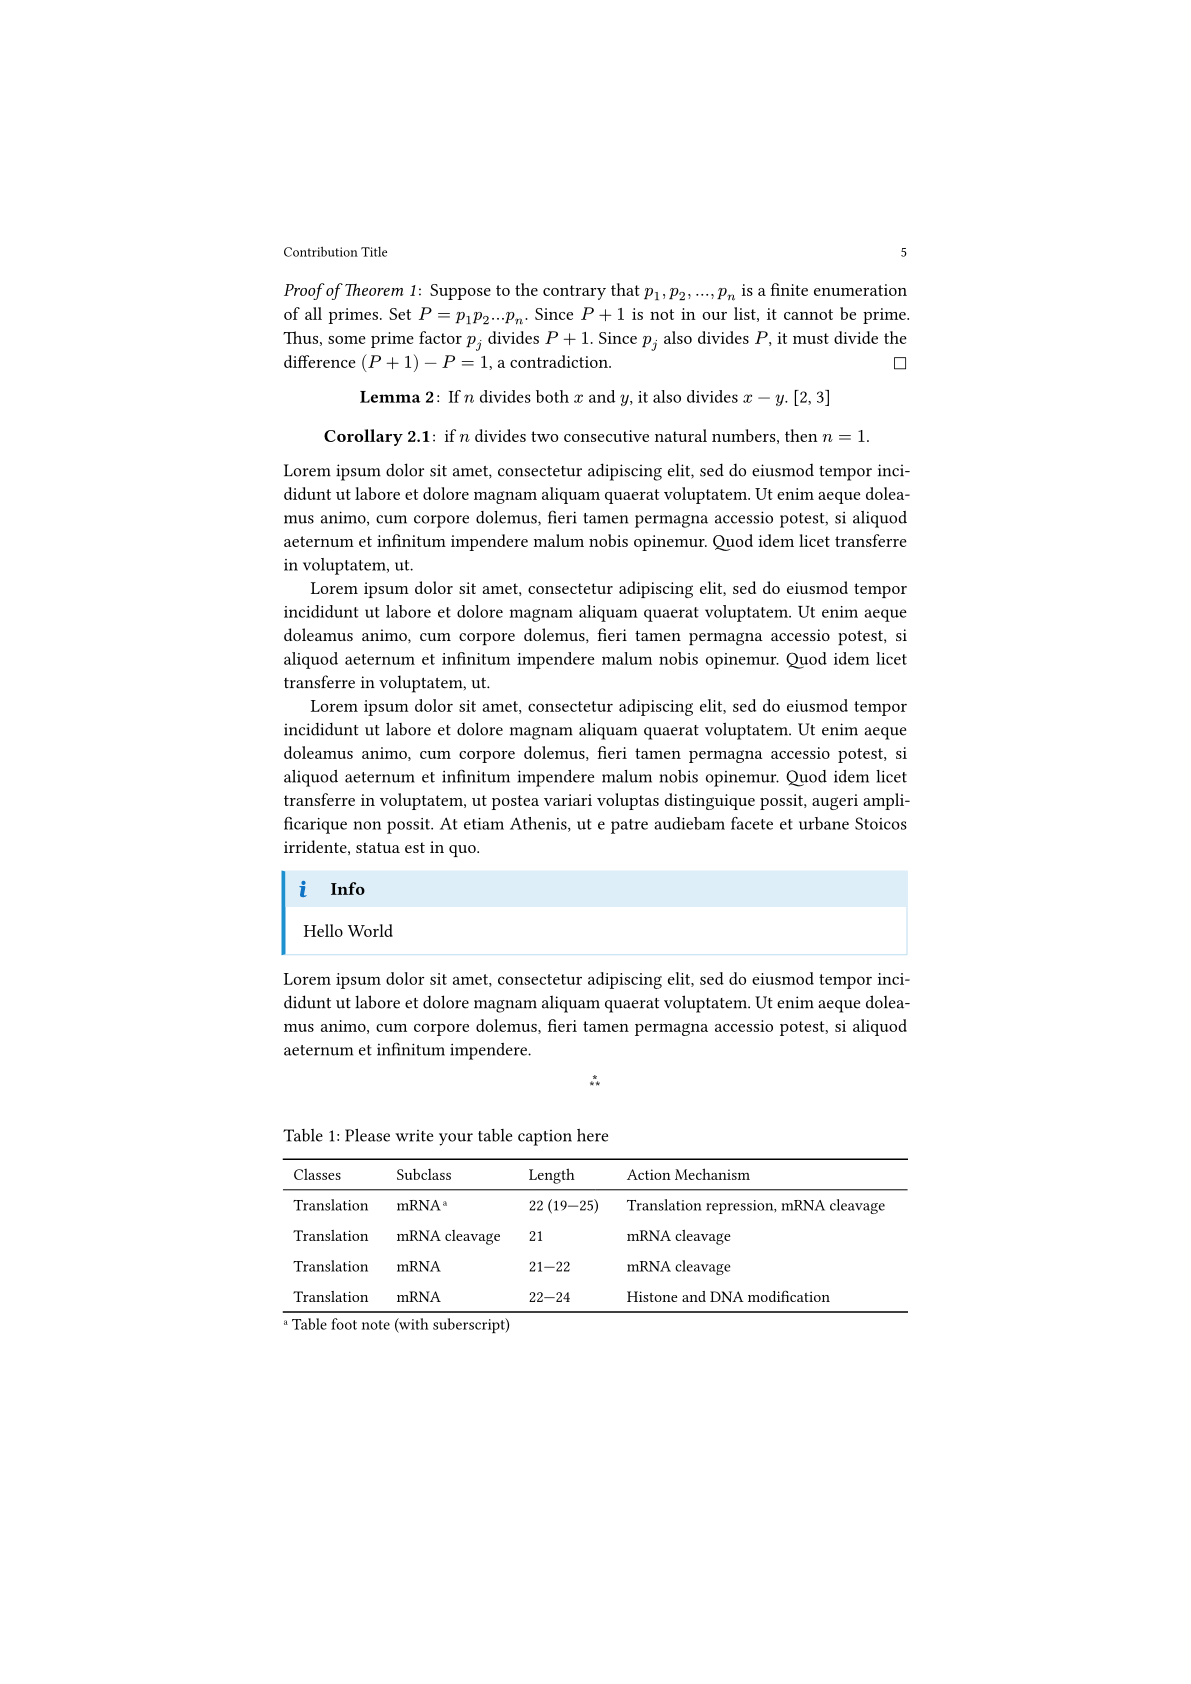 Contribution Title 5
Proof of Theorem 1: Suppose to the contrary that p₁, p₂, ..., pₙ is a finite enumeration
of all primes. Set P = p₁p₂...pₙ. Since P + 1 is not in our list, it cannot be prime.
Thus, some prime factor pⱼ divides P + 1. Since pⱼ also divides P, it must divide the
difference (P + 1) − P = 1, a contradiction. □
Lemma 2: If n divides both x and y, it also divides x − y. [2, 3]
Corollary 2.1: if n divides two consecutive natural numbers, then n = 1.
Lorem ipsum dolor sit amet, consectetur adipiscing elit, sed do eiusmod tempor inci-
didunt ut labore et dolore magnam aliquam quaerat voluptatem. Ut enim aeque dolea-
mus animo, cum corpore dolemus, fieri tamen permagna accessio potest, si aliquod
aeternum et infinitum impendere malum nobis opinemur. Quod idem licet transferre
in voluptatem, ut.
Lorem ipsum dolor sit amet, consectetur adipiscing elit, sed do eiusmod tempor
incididunt ut labore et dolore magnam aliquam quaerat voluptatem. Ut enim aeque
doleamus animo, cum corpore dolemus, fieri tamen permagna accessio potest, si
aliquod aeternum et infinitum impendere malum nobis opinemur. Quod idem licet
transferre in voluptatem, ut.
Lorem ipsum dolor sit amet, consectetur adipiscing elit, sed do eiusmod tempor
incididunt ut labore et dolore magnam aliquam quaerat voluptatem. Ut enim aeque
doleamus animo, cum corpore dolemus, fieri tamen permagna accessio potest, si
aliquod aeternum et infinitum impendere malum nobis opinemur. Quod idem licet
transferre in voluptatem, ut postea variari voluptas distinguique possit, augeri ampli-
ficarique non possit. At etiam Athenis, ut e patre audiebam facete et urbane Stoicos
irridente, statua est in quo.
i Info
Hello World
Lorem ipsum dolor sit amet, consectetur adipiscing elit, sed do eiusmod tempor inci-
didunt ut labore et dolore magnam aliquam quaerat voluptatem. Ut enim aeque dolea-
mus animo, cum corpore dolemus, fieri tamen permagna accessio potest, si aliquod
aeternum et infinitum impendere.
⁂
Table 1: Please write your table caption here
Classes Subclass Length Action Mechanism
Translation mRNA ᵃ 22 (19—25) Translation repression, mRNA cleavage
Translation mRNA cleavage 21 mRNA cleavage
Translation mRNA 21—22 mRNA cleavage
Translation mRNA 22—24 Histone and DNA modification
ᵃ Table foot note (with suberscript)